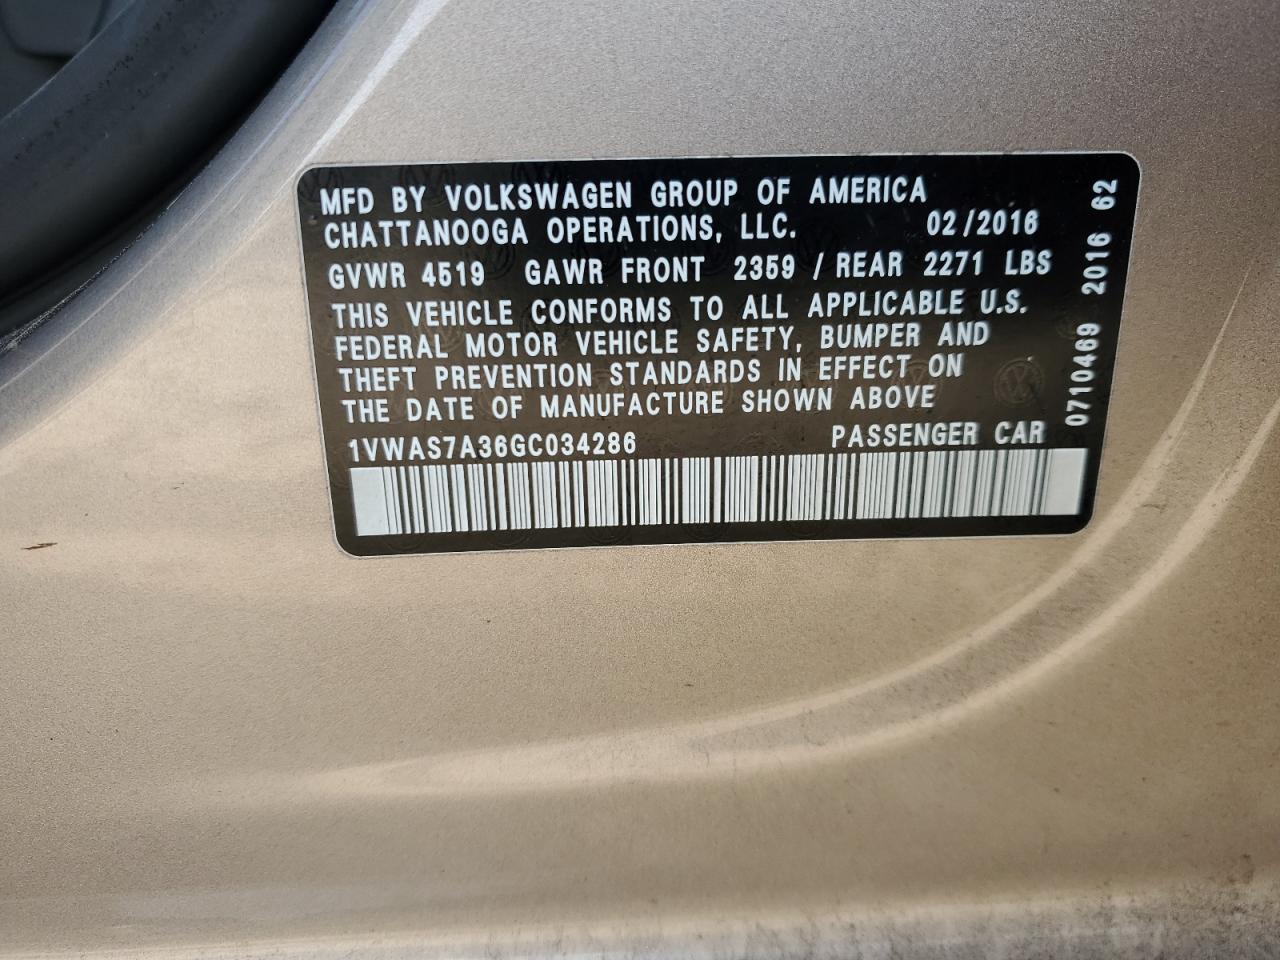 MFD BY VOLKSWAGEN GROUP OF AMERICA
CHATTANOOGA OPERATIONS, LLC. 02/2016
GVWR 4519 GAWR FRONT 2359 / REAR 2271 LBS
THIS VEHICLE CONFORMS TO ALL APPLICABLE U.S.
FEDERAL MOTOR VEHICLE SAFETY, BUMPER AND
THEFT PREVENTION STANDARDS IN EFFECT ON
THE DATE OF MANUFACTURE SHOWN ABOVE
1VWAS7A36GC034286 PASSENGER CAR
0710469 2016 62